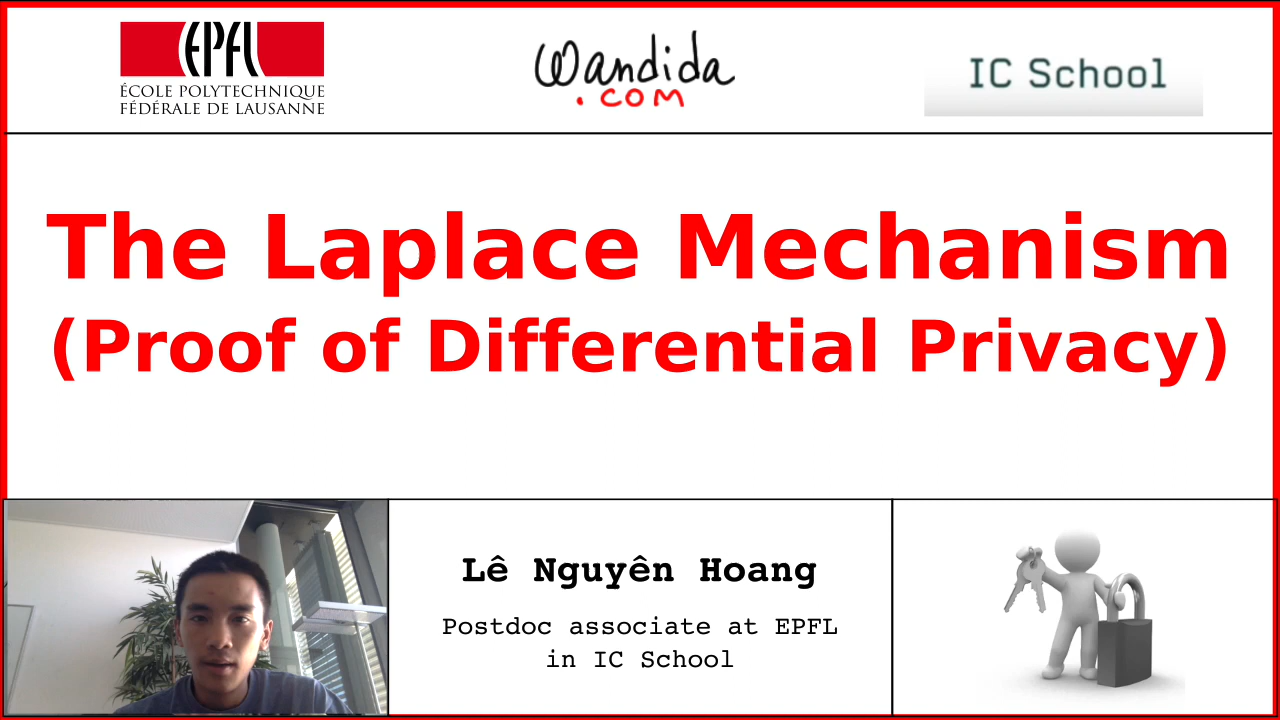 EPFL
ÉCOLE POLYTECHNIQUE
FÉDÉRALE DE LAUSANNE
Wandida
.COM
IC School
The Laplace Mechanism
(Proof of Differential Privacy)
Lê Nguyên Hoang
Postdoc associate at EPFL
in IC School